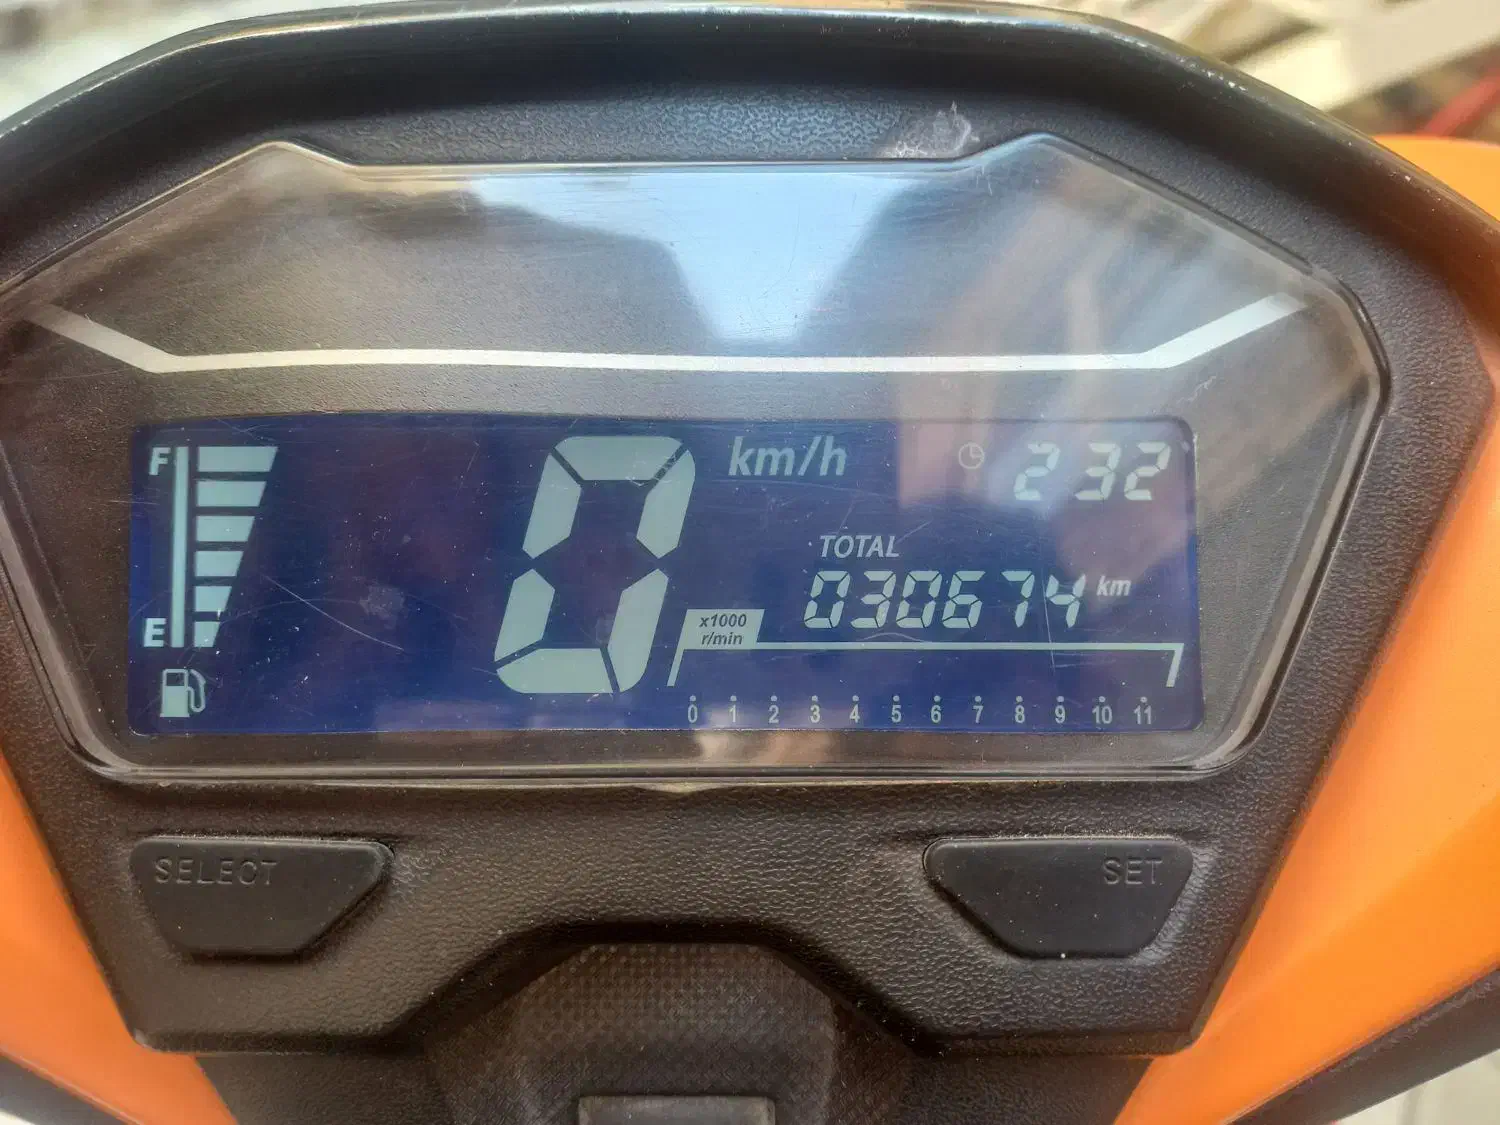 F
E
0 km/h
2 32
TOTAL
030674 km
x1000
r/min
0 1 2 3 4 5 6 7 8 9 10 11
SELECT
SET